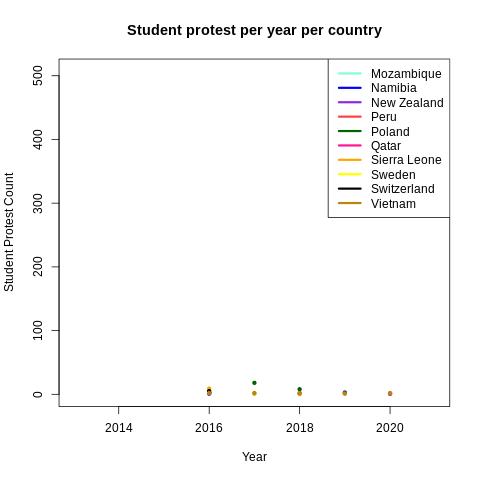 Student protest per year per country
Student Protest Count
500
400
300
200
100
0
Mozambique
Namibia
New Zealand
Peru
Poland
Qatar
Sierra Leone
Sweden
Switzerland
Vietnam
2014 2016 2018 2020
Year